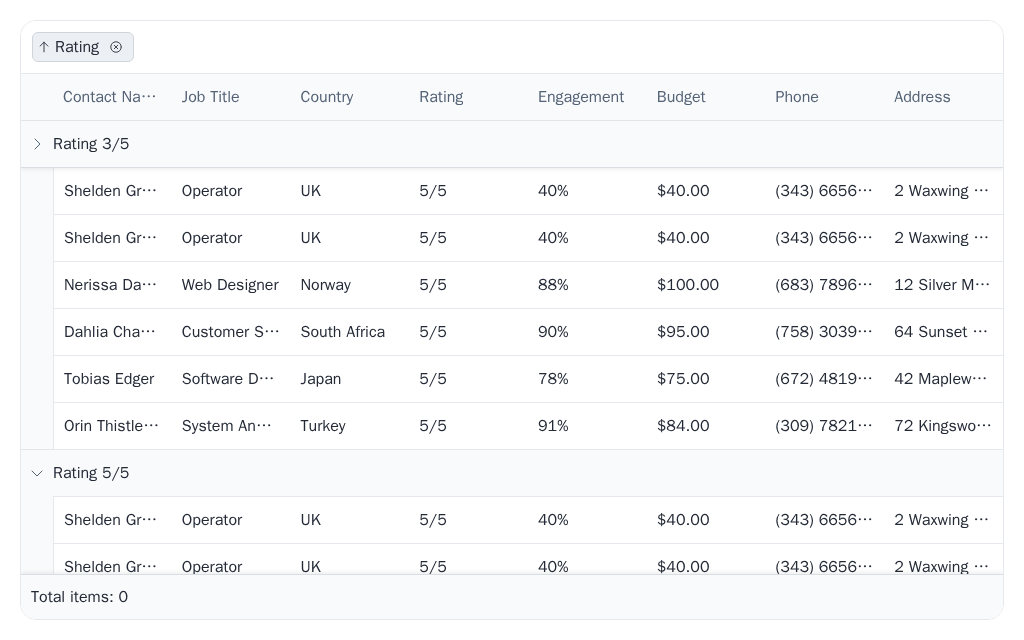 Rating
Contact Na··· Job Title Country Rating Engagement Budget Phone Address
Rating 3/5
Shelden Gr··· Operator UK 5/5 40% $40.00 (343) 6656··· 2 Waxwing ···
Shelden Gr··· Operator UK 5/5 40% $40.00 (343) 6656··· 2 Waxwing ···
Nerissa Da··· Web Designer Norway 5/5 88% $100.00 (683) 7896··· 12 Silver M···
Dahlia Cha··· Customer S··· South Africa 5/5 90% $95.00 (758) 3039··· 64 Sunset ···
Tobias Edger Software D··· Japan 5/5 78% $75.00 (672) 4819··· 42 Maplew···
Orin Thistle··· System An··· Turkey 5/5 91% $84.00 (309) 7821··· 72 Kingswo···
Rating 5/5
Shelden Gr··· Operator UK 5/5 40% $40.00 (343) 6656··· 2 Waxwing ···
Shelden Gr··· Operator UK 5/5 40% $40.00 (343) 6656··· 2 Waxwing ···
Total items: 0